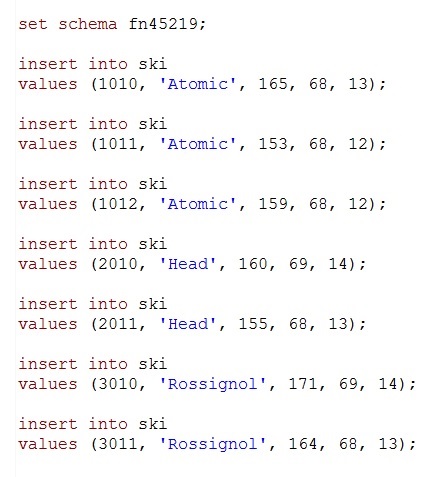 set schema fn45219;
insert into ski
values (1010, 'Atomic', 165, 68, 13);
insert into ski
values (1011, 'Atomic', 153, 68, 12);
insert into ski
values (1012, 'Atomic', 159, 68, 12);
insert into ski
values (2010, 'Head', 160, 69, 14);
insert into ski
values (2011, 'Head', 155, 68, 13);
insert into ski
values (3010, 'Rossignol', 171, 69, 14);
insert into ski
values (3011, 'Rossignol', 164, 68, 13);